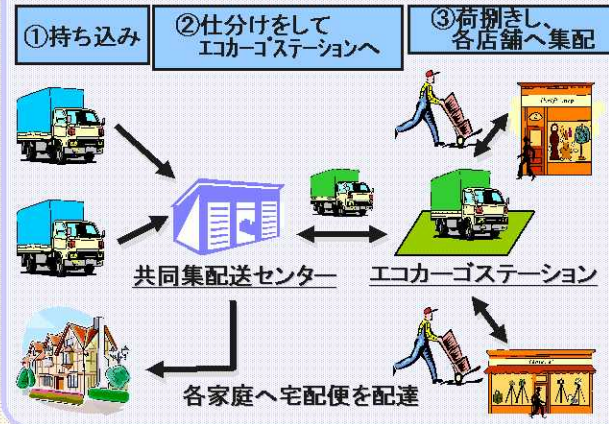 ①持ち込み
②仕分けをして
エコカーゴステーションへ
③荷捌きし、
各店舗へ集配
共同集配送センター
エコカーゴステーション
各家庭へ宅配便を配達